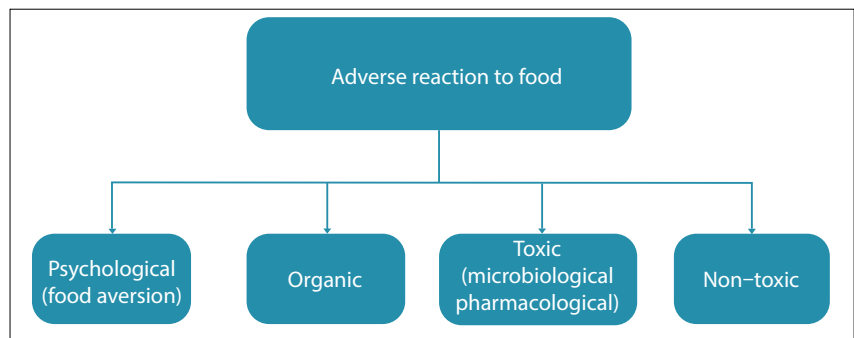 Adverse reaction to food
Psychological
(food aversion)
Organic
Toxic
(microbiological
pharmacological)
Non–toxic